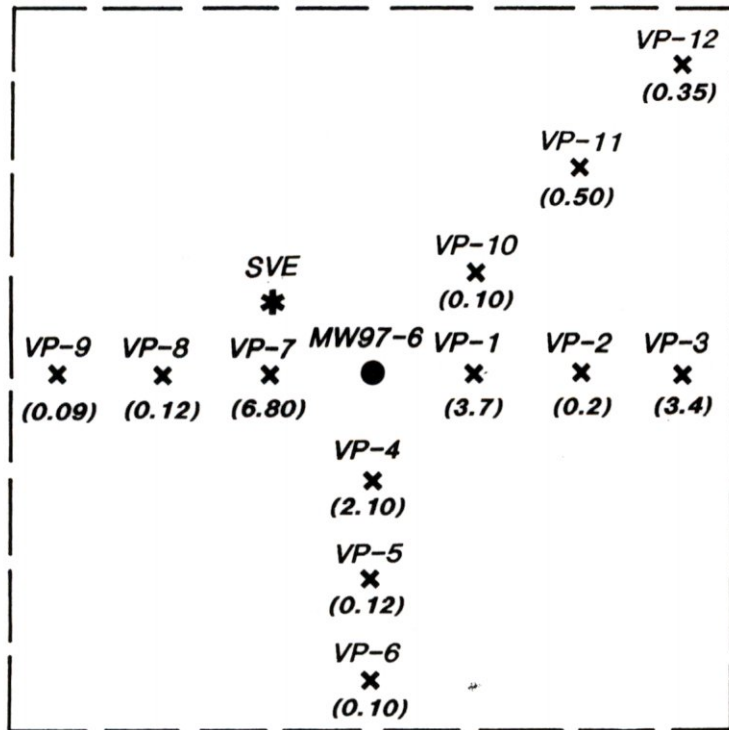 VP-12
(0.35)
VP-11
(0.50)
VP-10
(0.10)
SVE
VP-9 VP-8 VP-7 MW97-6 VP-1 VP-2 VP-3
(0.09) (0.12) (6.80) (3.7) (0.2) (3.4)
VP-4
(2.10)
VP-5
(0.12)
VP-6
(0.10)